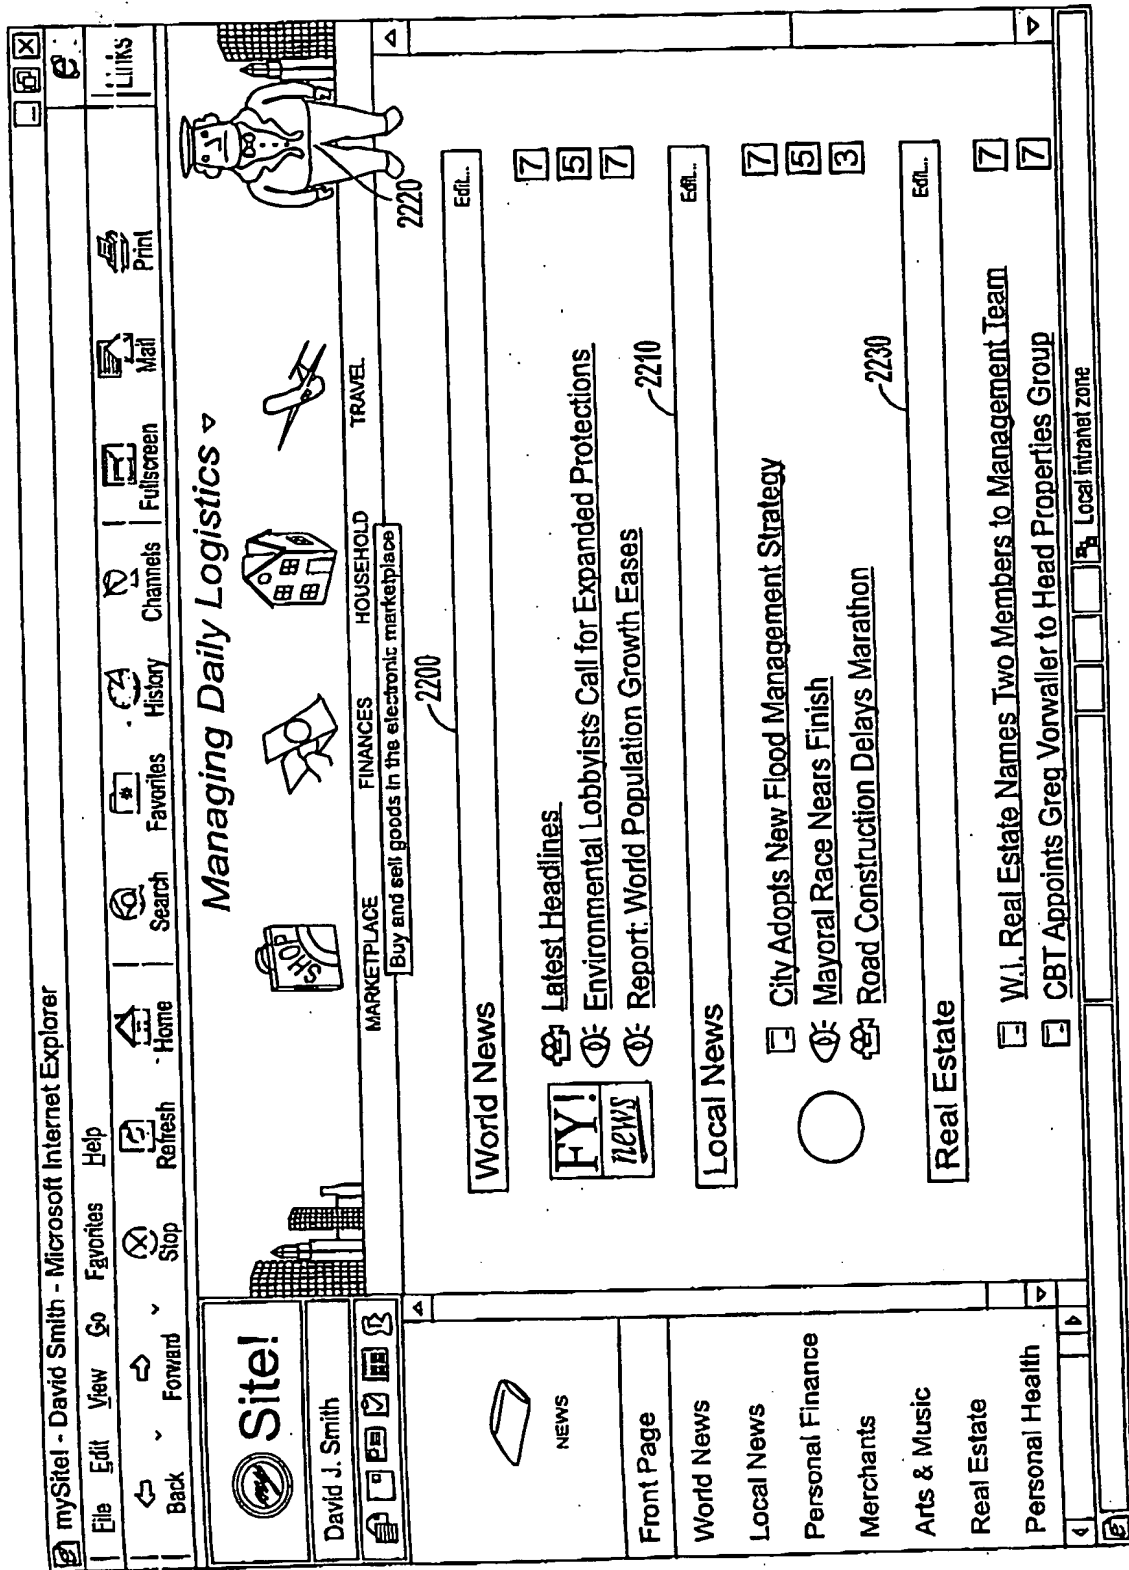 mySite! - David Smith - Microsoft Internet Explorer
File Edit View Go Favorites Help
Back Forward Stop Refresh Home Search Favorites History Channels Fullscreen Mail Print Links
my Site!
David J. Smith
Managing Daily Logistics
SHOP
MARKETPLACE FINANCES HOUSEHOLD TRAVEL
Buy and sell goods in the electronic marketplace
2220
NEWS
Front Page
World News
Local News
Personal Finance
Merchants
Arts & Music
Real Estate
Personal Health
2200
World News Edit...
FY!
news
Latest Headlines 7
Environmental Lobbyists Call for Expanded Protections 5
Report: World Population Growth Eases 7
2210
Local News Edit...
City Adopts New Flood Management Strategy 7
Mayoral Race Nears Finish 5
Road Construction Delays Marathon 3
2230
Real Estate Edit...
W.I. Real Estate Names Two Members to Management Team 7
CBT Appoints Greg Vorwaller to Head Properties Group 7
Local intranet zone